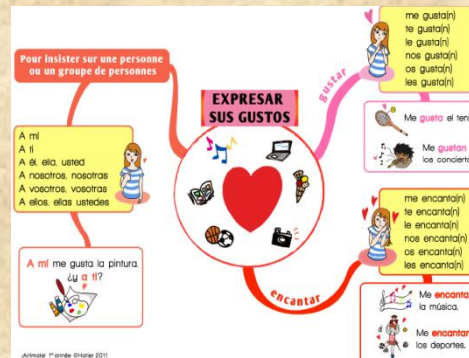 Pour insister sur une personne
ou un groupe de personnes
A mí
A ti
A él, ella, usted
A nosotros, nosotras
A vosotros, vosotras
A ellos, ellas ustedes
A mí me gusta la pintura,
¿y a ti?
EXPRESAR
SUS GUSTOS
gustar
me gusta(n)
te gusta(n)
le gusta(n)
nos gusta(n)
os gusta(n)
les gusta(n)
Me gusta el teni
Me gustan
los concierto
encantar
me encanta(n)
te encanta(n)
le encanta(n)
nos encanta(n)
os encanta(n)
les encanta(n)
Me encanta
la música.
Me encantan
los deportes.
¡Anímate! 1re année ©Hatier 2011